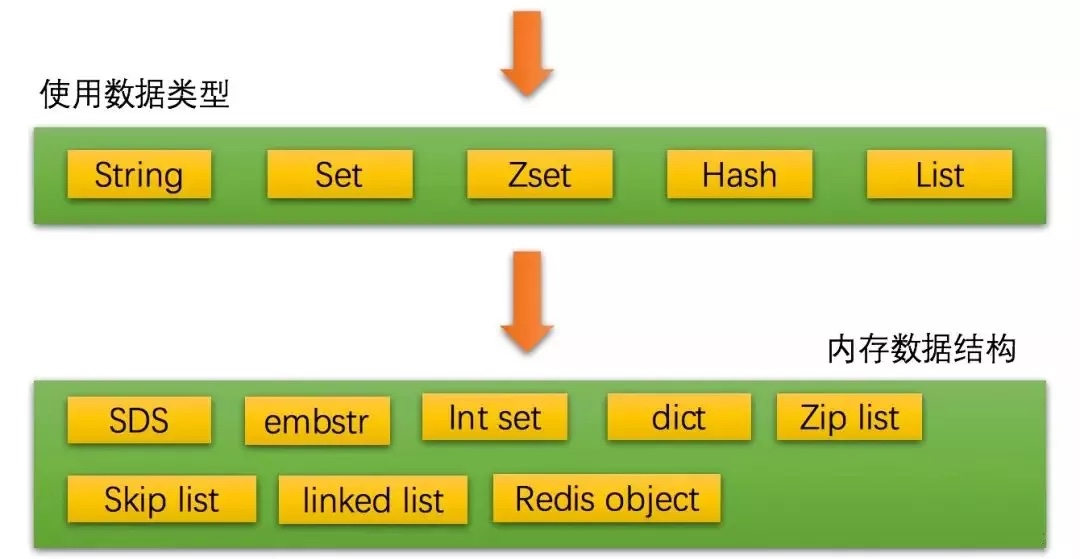 使用数据类型
String Set Zset Hash List
内存数据结构
SDS embstr Int set dict Zip list
Skip list linked list Redis object